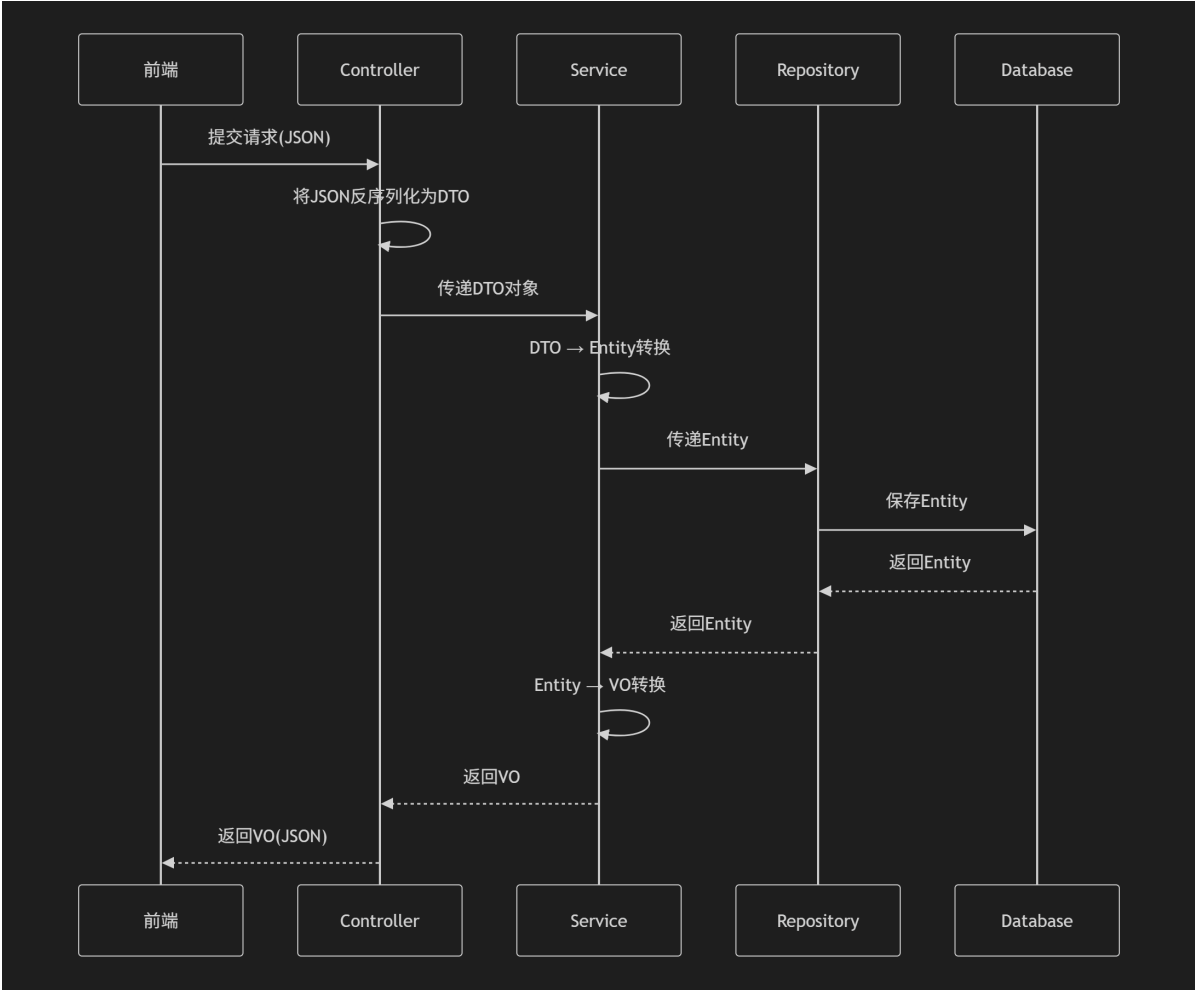 前端
Controller
Service
Repository
Database
提交请求(JSON)
将JSON反序列化为DTO
传递DTO对象
DTO → Entity转换
传递Entity
保存Entity
返回Entity
返回Entity
Entity → VO转换
返回VO
返回VO(JSON)
前端
Controller
Service
Repository
Database